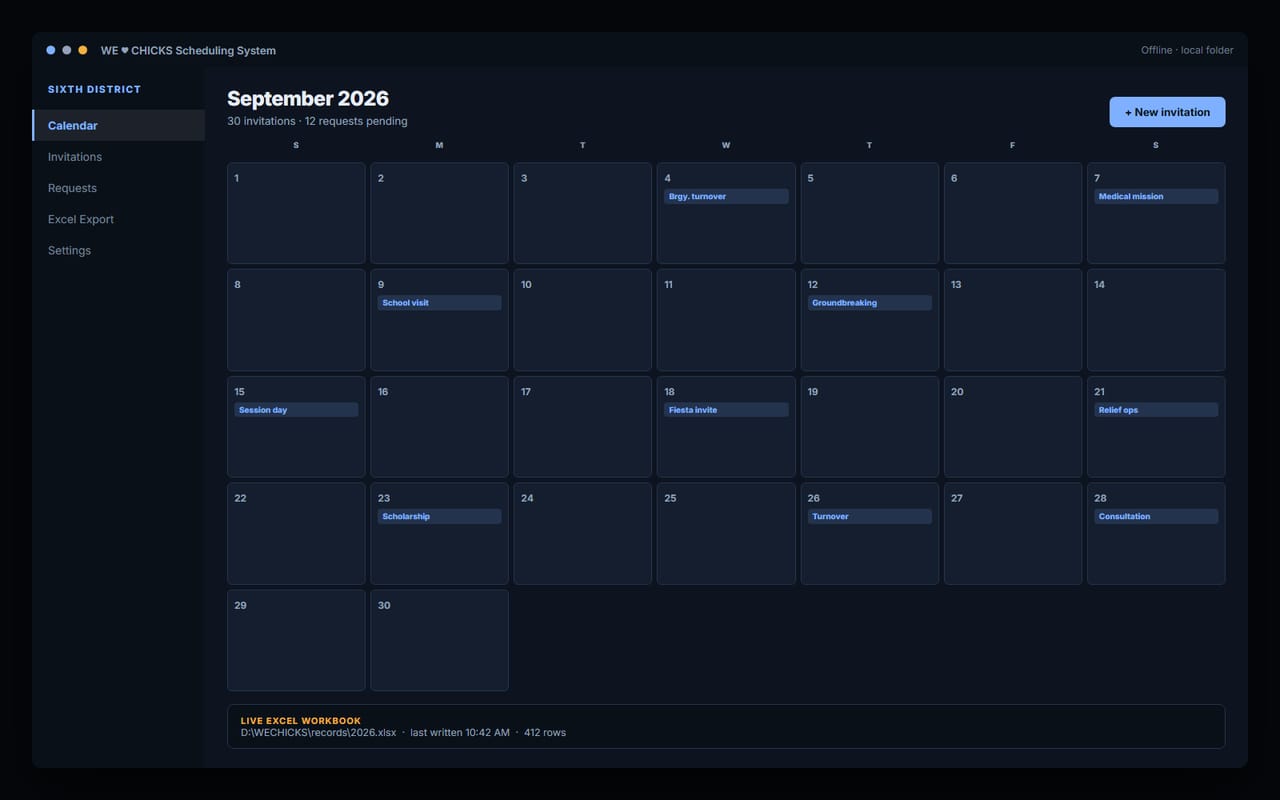 WE ♥ CHICKS Scheduling System
Offline · local folder
SIXTH DISTRICT
Calendar
Invitations
Requests
Excel Export
Settings
September 2026
30 invitations · 12 requests pending
+ New invitation
S M T W T F S
1 2 3 4 5 6 7
Brgy. turnover Medical mission
8 9 10 11 12 13 14
School visit Groundbreaking
15 16 17 18 19 20 21
Session day Fiesta invite Relief ops
22 23 24 25 26 27 28
Scholarship Turnover Consultation
29 30
LIVE EXCEL WORKBOOK
D:\WECHICKS\records\2026.xlsx · last written 10:42 AM · 412 rows